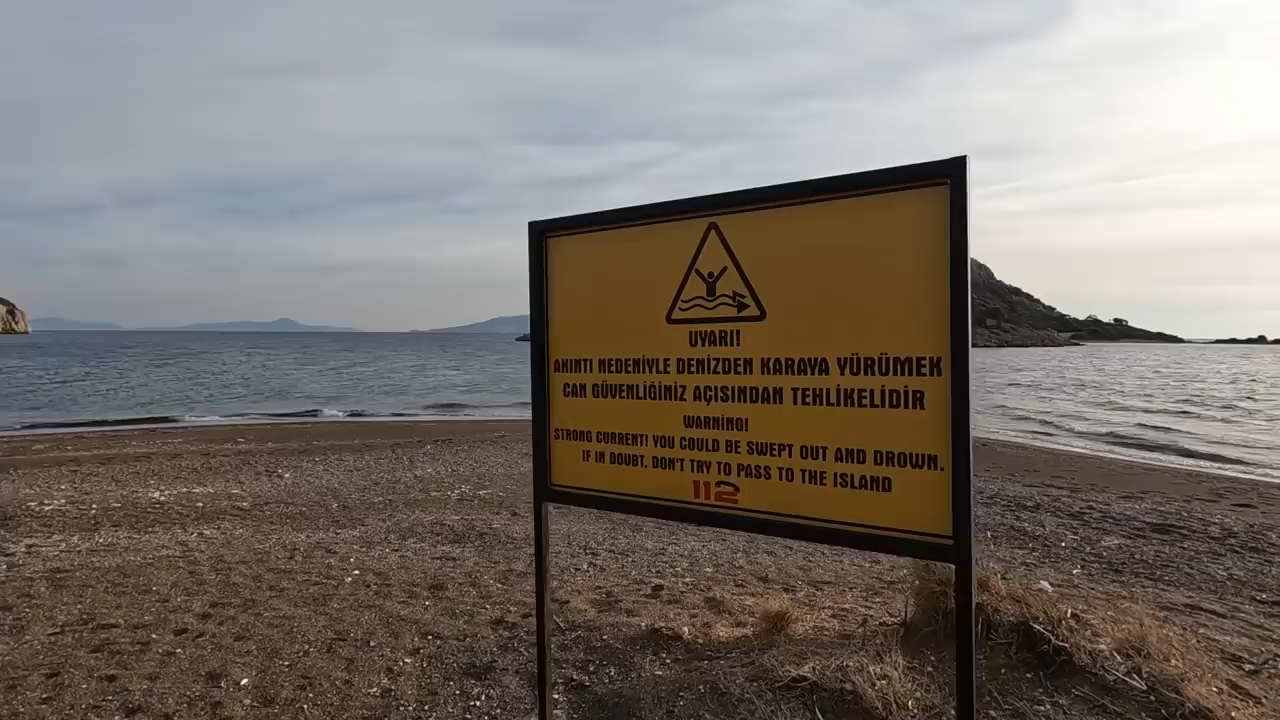 UYARI!
AKINTI NEDENİYLE DENİZDEN KARAYA YÜRÜMEK
CAN GÜVENLİĞİNİZ AÇISINDAN TEHLİKELİDİR
WARNING!
STRONG CURRENT! YOU COULD BE SWEPT OUT AND DROWN.
IF IN DOUBT. DON'T TRY TO PASS TO THE ISLAND
112